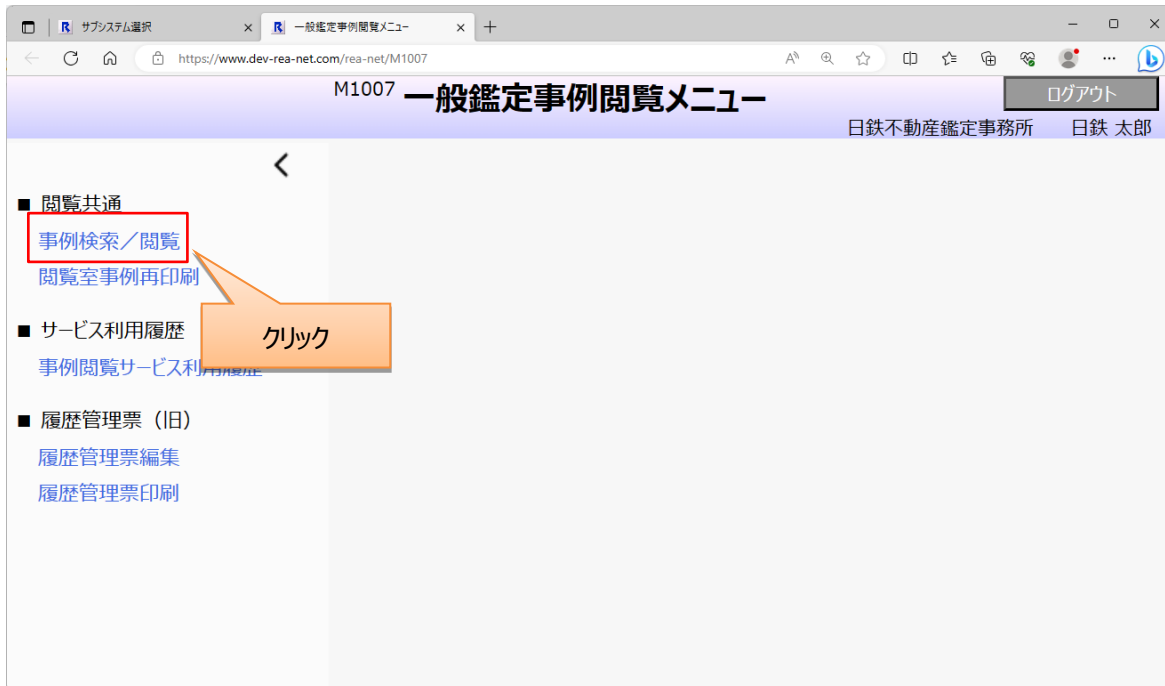 サブシステム選択
一般鑑定事例閲覧メニュー
https://www.dev-rea-net.com/rea-net/M1007
M1007 一般鑑定事例閲覧メニュー
ログアウト
日鉄不動産鑑定事務所 日鉄 太郎
■ 閲覧共通
事例検索／閲覧
閲覧室事例再印刷
■ サービス利用履歴
クリック
事例閲覧サービス利用履歴
■ 履歴管理票（旧）
履歴管理票編集
履歴管理票印刷